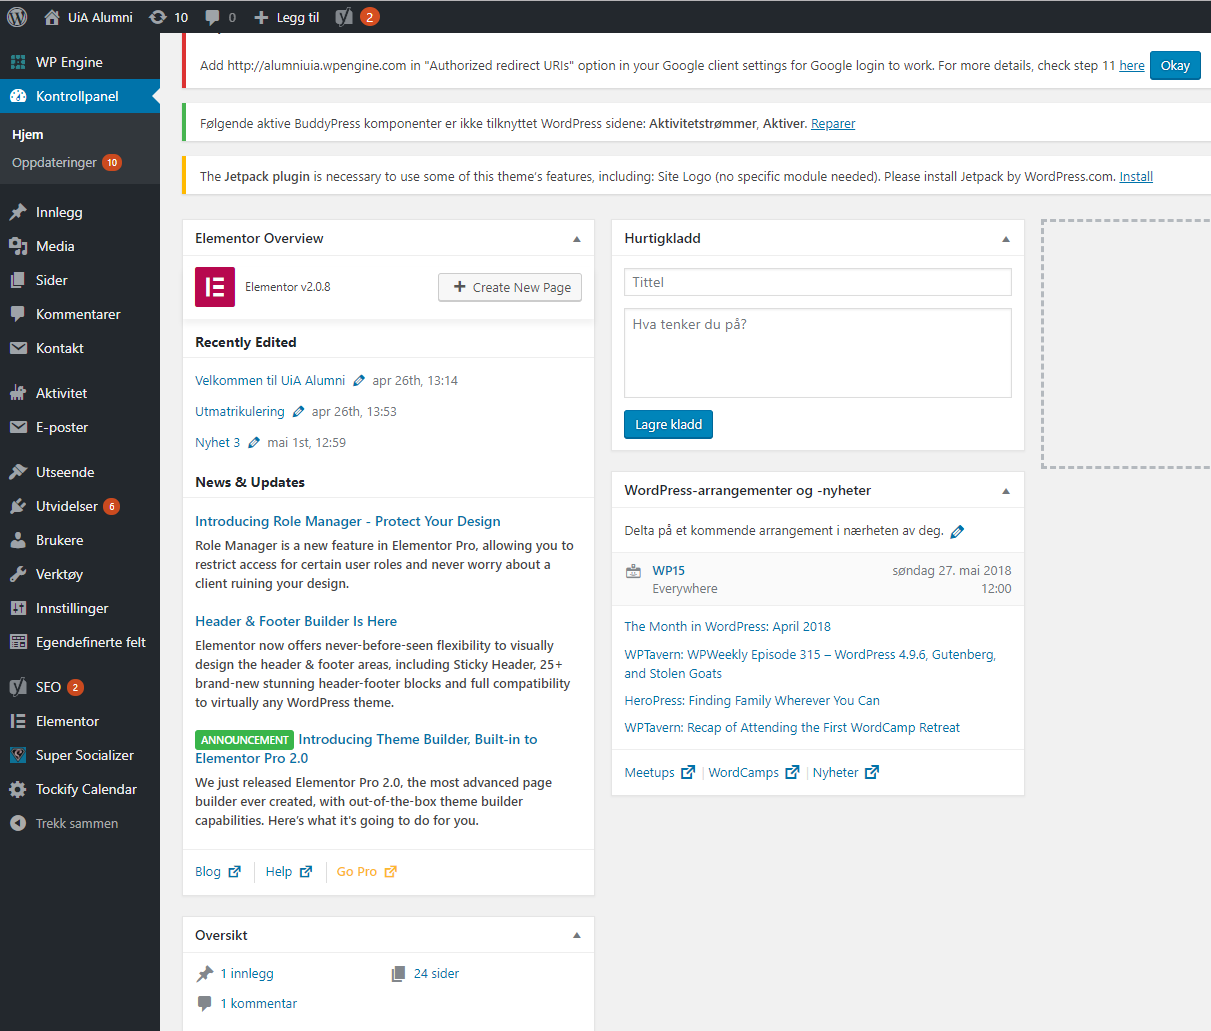 UiA Alumni 10 0 Legg til 2
WP Engine
Kontrollpanel
Hjem
Oppdateringer 10
Innlegg
Media
Sider
Kommentarer
Kontakt
Aktivitet
E-poster
Utseende
Utvidelser 6
Brukere
Verktøy
Innstillinger
Egendefinerte felt
SEO 2
Elementor
Super Socializer
Tockify Calendar
Trekk sammen
Add http://alumniuia.wpengine.com in "Authorized redirect URIs" option in your Google client settings for Google login to work. For more details, check step 11 here Okay
Følgende aktive BuddyPress komponenter er ikke tilknyttet WordPress sidene: Aktivitetstrømmer, Aktiver. Reparer
The Jetpack plugin is necessary to use some of this theme's features, including: Site Logo (no specific module needed). Please install Jetpack by WordPress.com. Install
Elementor Overview
Elementor v2.0.8 Create New Page
Recently Edited
Velkommen til UiA Alumni apr 26th, 13:14
Utmatrikulering apr 26th, 13:53
Nyhet 3 mai 1st, 12:59
News & Updates
Introducing Role Manager - Protect Your Design
Role Manager is a new feature in Elementor Pro, allowing you to
restrict access for certain user roles and never worry about a
client ruining your design.
Header & Footer Builder Is Here
Elementor now offers never-before-seen flexibility to visually
design the header & footer areas, including Sticky Header, 25+
brand-new stunning header-footer blocks and full compatibility
to virtually any WordPress theme.
ANNOUNCEMENT Introducing Theme Builder, Built-in to
Elementor Pro 2.0
We just released Elementor Pro 2.0, the most advanced page
builder ever created, with out-of-the-box theme builder
capabilities. Here's what it's going to do for you.
Blog Help Go Pro
Oversikt
1 innlegg 24 sider
1 kommentar
Hurtigkladd
Tittel
Hva tenker du på?
Lagre kladd
WordPress-arrangementer og -nyheter
Delta på et kommende arrangement i nærheten av deg.
WP15 søndag 27. mai 2018
Everywhere 12:00
The Month in WordPress: April 2018
WPTavern: WPWeekly Episode 315 – WordPress 4.9.6, Gutenberg,
and Stolen Goats
HeroPress: Finding Family Wherever You Can
WPTavern: Recap of Attending the First WordCamp Retreat
Meetups | WordCamps | Nyheter